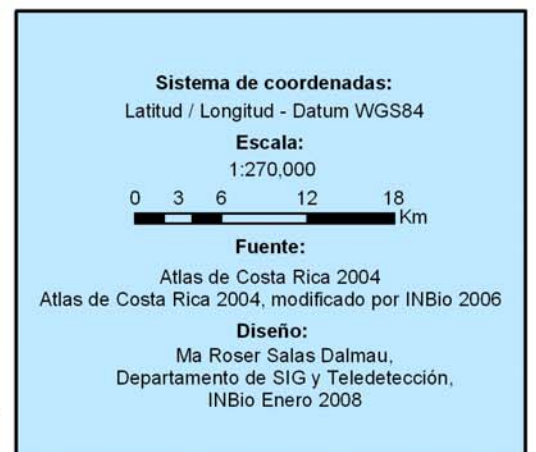 Sistema de coordenadas:
Latitud / Longitud - Datum WGS84
Escala:
1:270,000
0 3 6 12 18
Km
Fuente:
Atlas de Costa Rica 2004
Atlas de Costa Rica 2004, modificado por INBio 2006
Diseño:
Ma Roser Salas Dalmau,
Departamento de SIG y Teledetección,
INBio Enero 2008